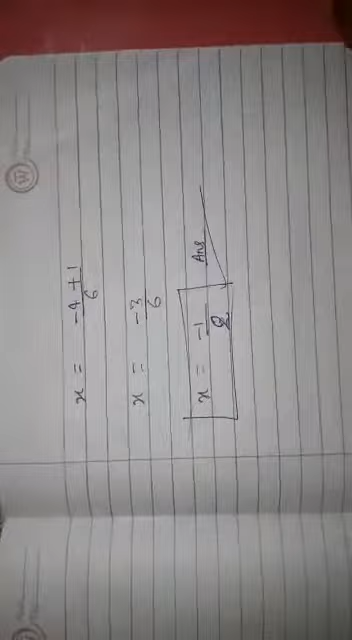 x = -4 + 1 / 6
x = -3 / 6
x = -1 / 2 Ans